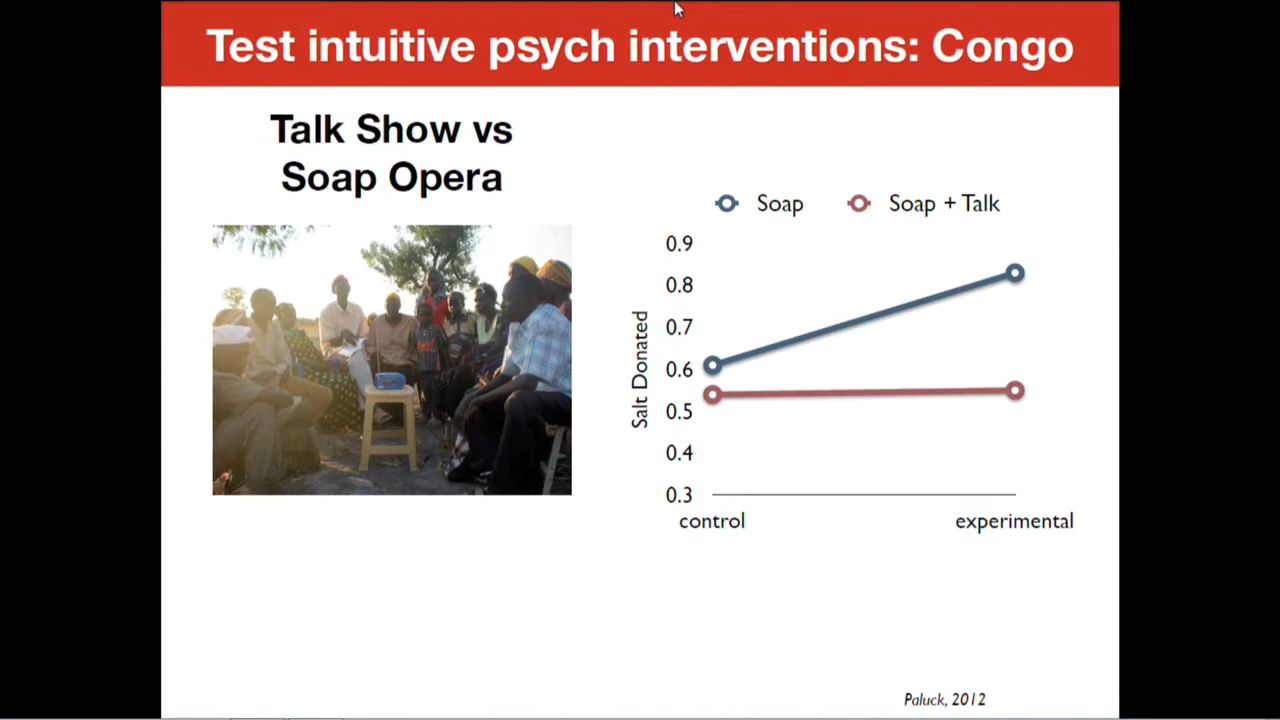 Test intuitive psych interventions: Congo
Talk Show vs
Soap Opera
Soap
Soap + Talk
0.9
0.8
0.7
0.6
0.5
0.4
0.3
Salt Donated
control
experimental
Paluck, 2012